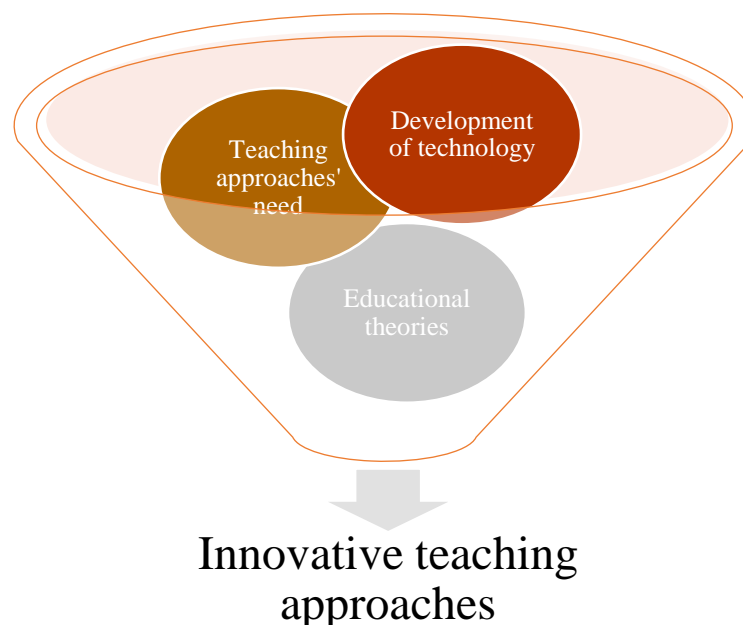 Development
of technology
Teaching
approaches'
need
Educational
theories
Innovative teaching
approaches